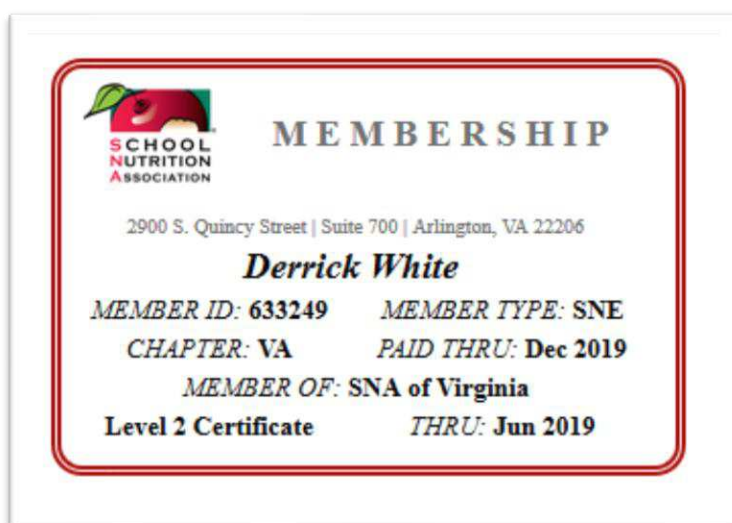 SCHOOL
NUTRITION
ASSOCIATION
MEMBERSHIP
2900 S. Quincy Street | Suite 700 | Arlington, VA 22206
Derrick White
MEMBER ID: 633249 MEMBER TYPE: SNE
CHAPTER: VA PAID THRU: Dec 2019
MEMBER OF: SNA of Virginia
Level 2 Certificate THRU: Jun 2019